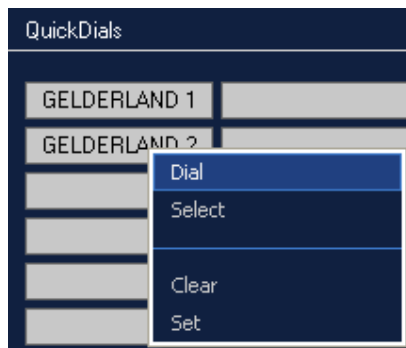 QuickDials
GELDERLAND 1
GELDERLAND 2
Dial
Select
Clear
Set